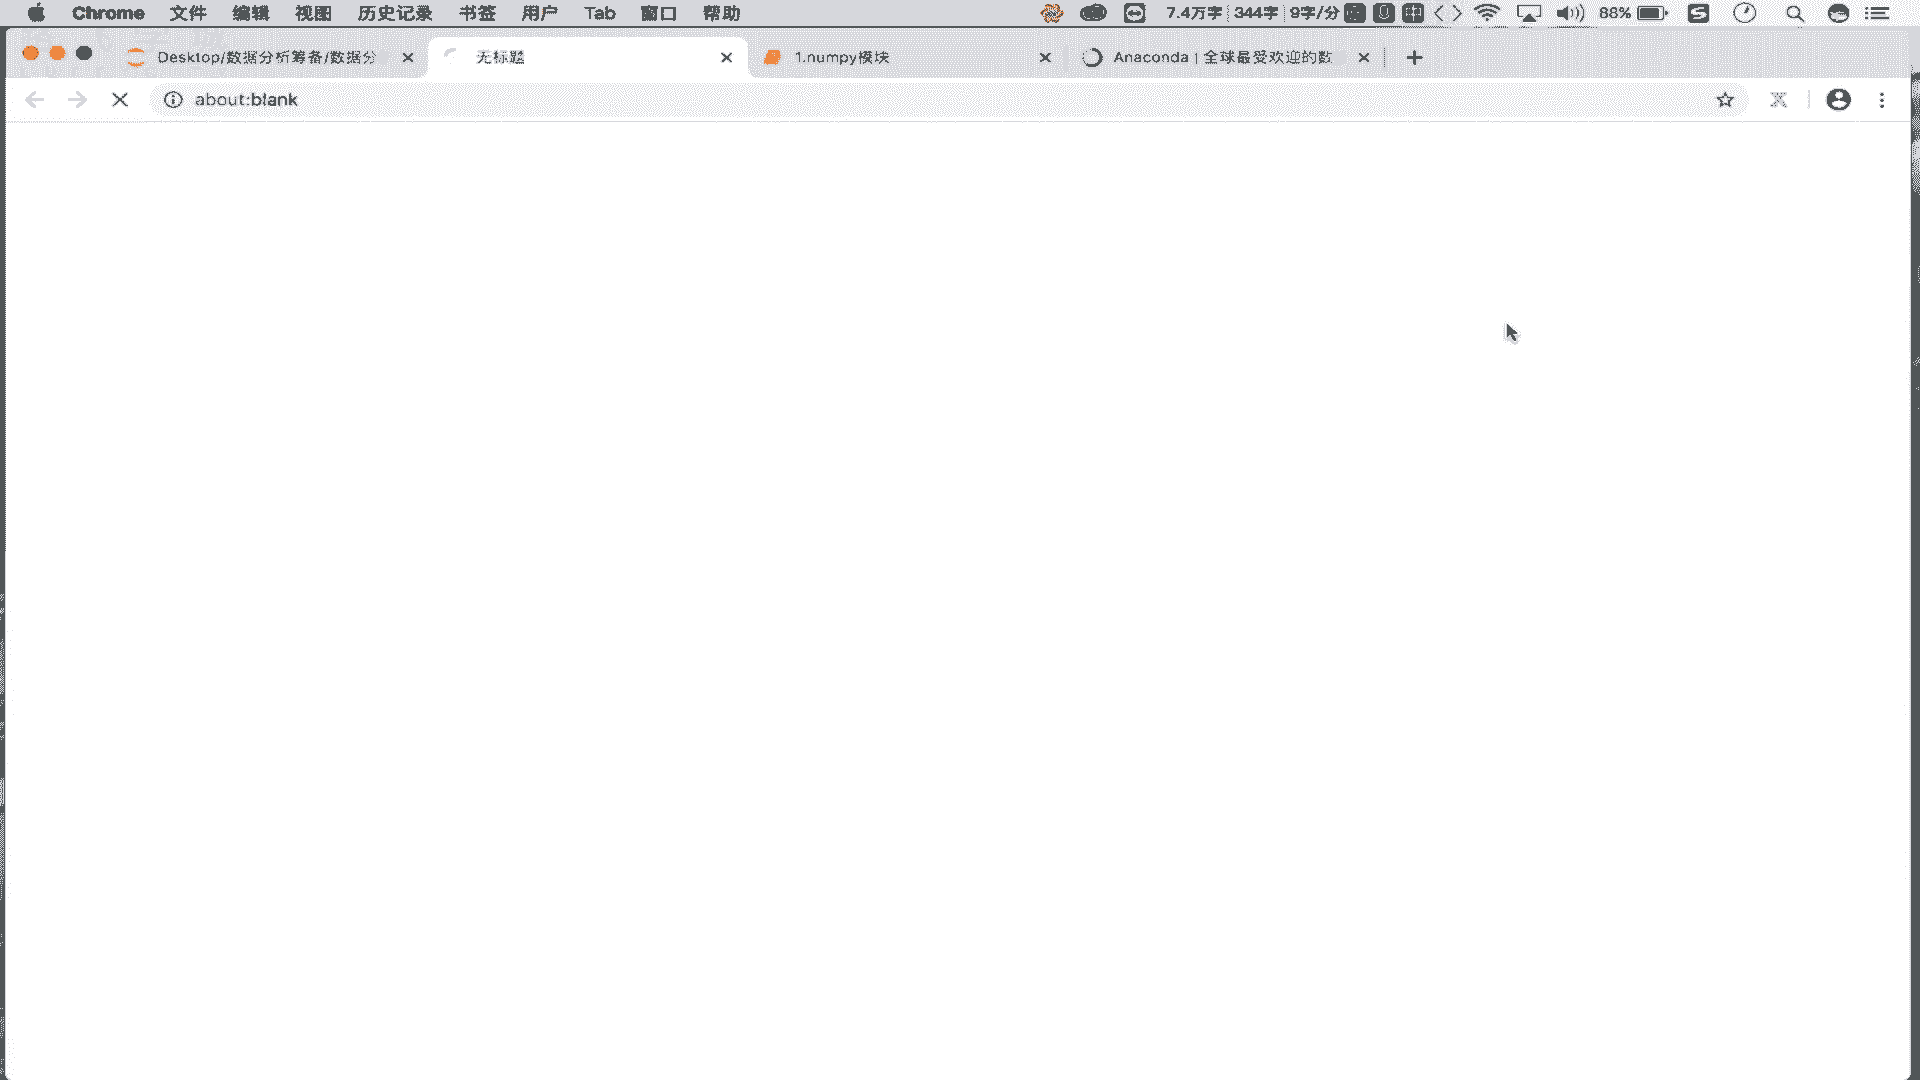 Chrome 文件 编辑 视图 历史记录 书签 用户 Tab 窗口 帮助 7.4万字 344字 9字/分 88%
Desktop/数据分析筹备/数据分 无标题 1.numpy模块 Anaconda | 全球最受欢迎的数
about:blank